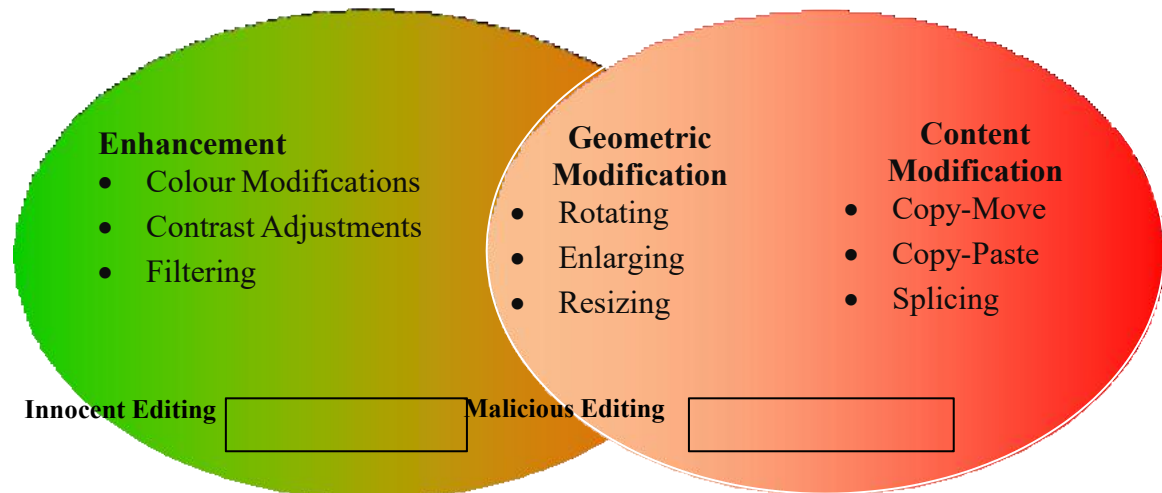 Enhancement
• Colour Modifications
• Contrast Adjustments
• Filtering
Geometric
Modification
• Rotating
• Enlarging
• Resizing
Content
Modification
• Copy-Move
• Copy-Paste
• Splicing
Innocent Editing
Malicious Editing